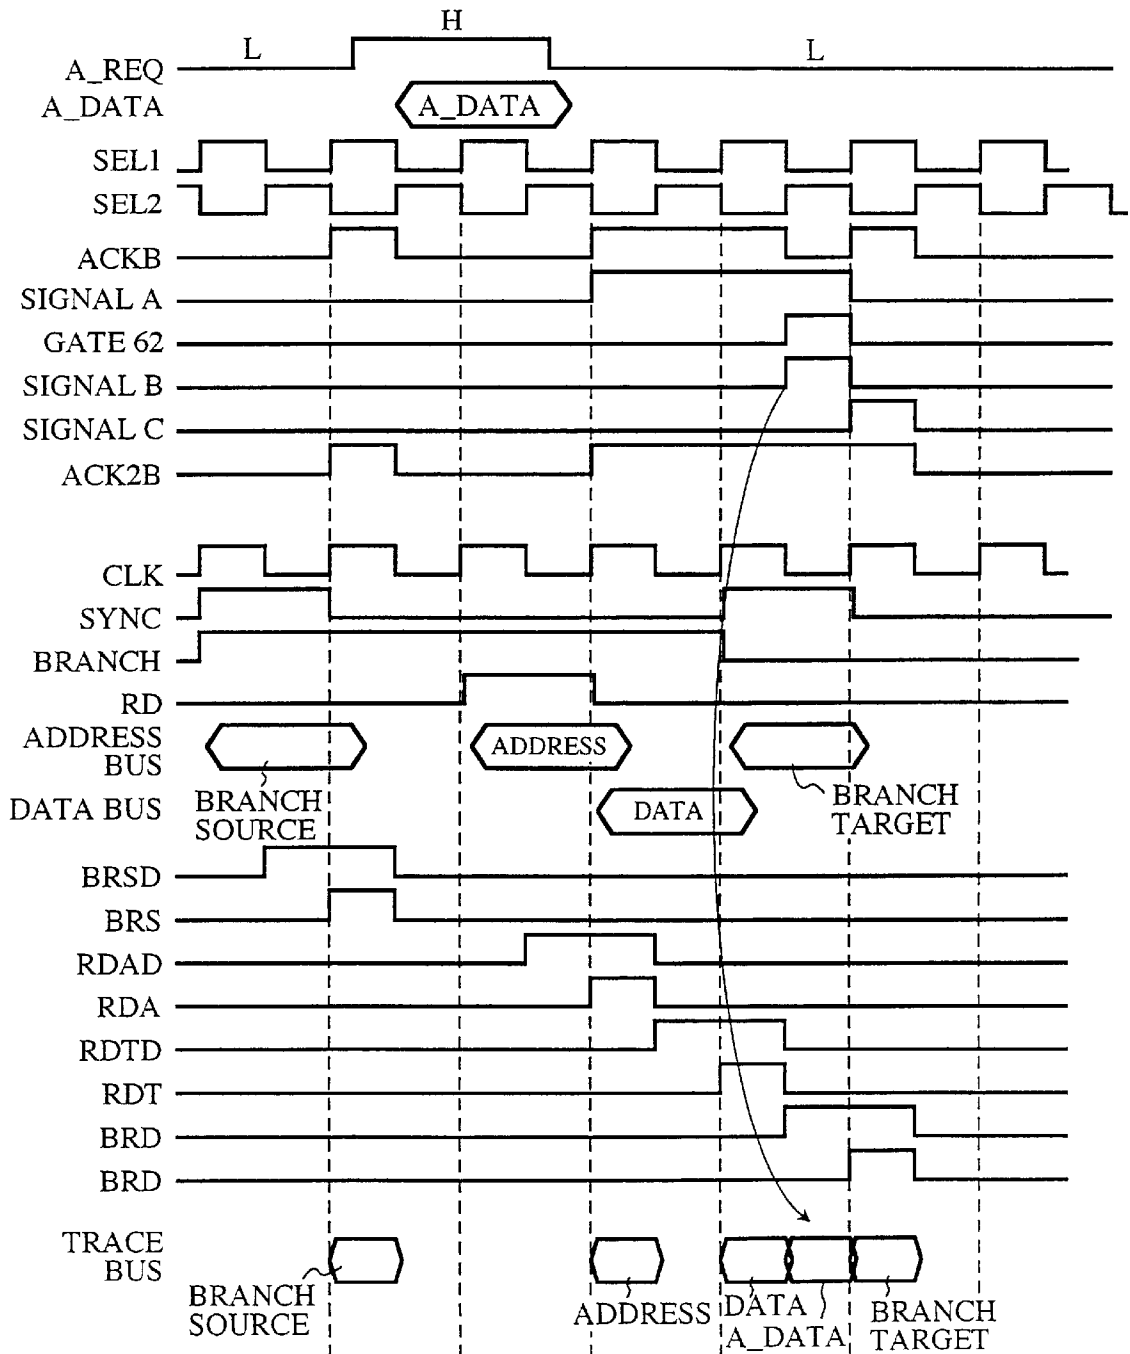 H
L
L
A_REQ
A_DATA
A_DATA
SEL1
SEL2
ACKB
SIGNAL A
GATE 62
SIGNAL B
SIGNAL C
ACK2B
CLK
SYNC
BRANCH
RD
ADDRESS
BUS
ADDRESS
BRANCH
SOURCE
BRANCH
TARGET
DATA BUS
DATA
BRSD
BRS
RDAD
RDA
RDTD
RDT
BRD
BRD
TRACE
BUS
BRANCH
SOURCE
ADDRESS
DATA
A_DATA
BRANCH
TARGET